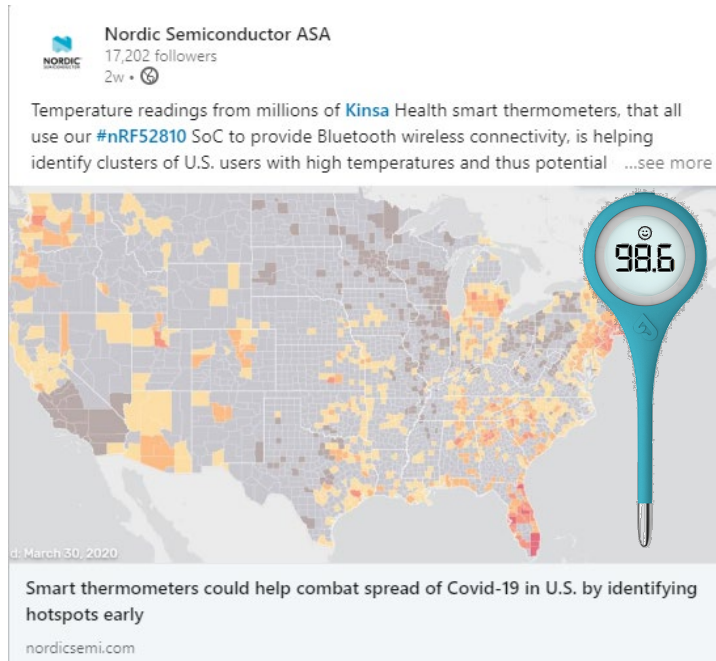 Nordic Semiconductor ASA
NORDIC
SEMICONDUCTOR
17,202 followers
2w •
Temperature readings from millions of Kinsa Health smart thermometers, that all
use our #nRF52810 SoC to provide Bluetooth wireless connectivity, is helping
identify clusters of U.S. users with high temperatures and thus potential ...see more
98.6
d: March 30, 2020
Smart thermometers could help combat spread of Covid-19 in U.S. by identifying
hotspots early
nordicsemi.com